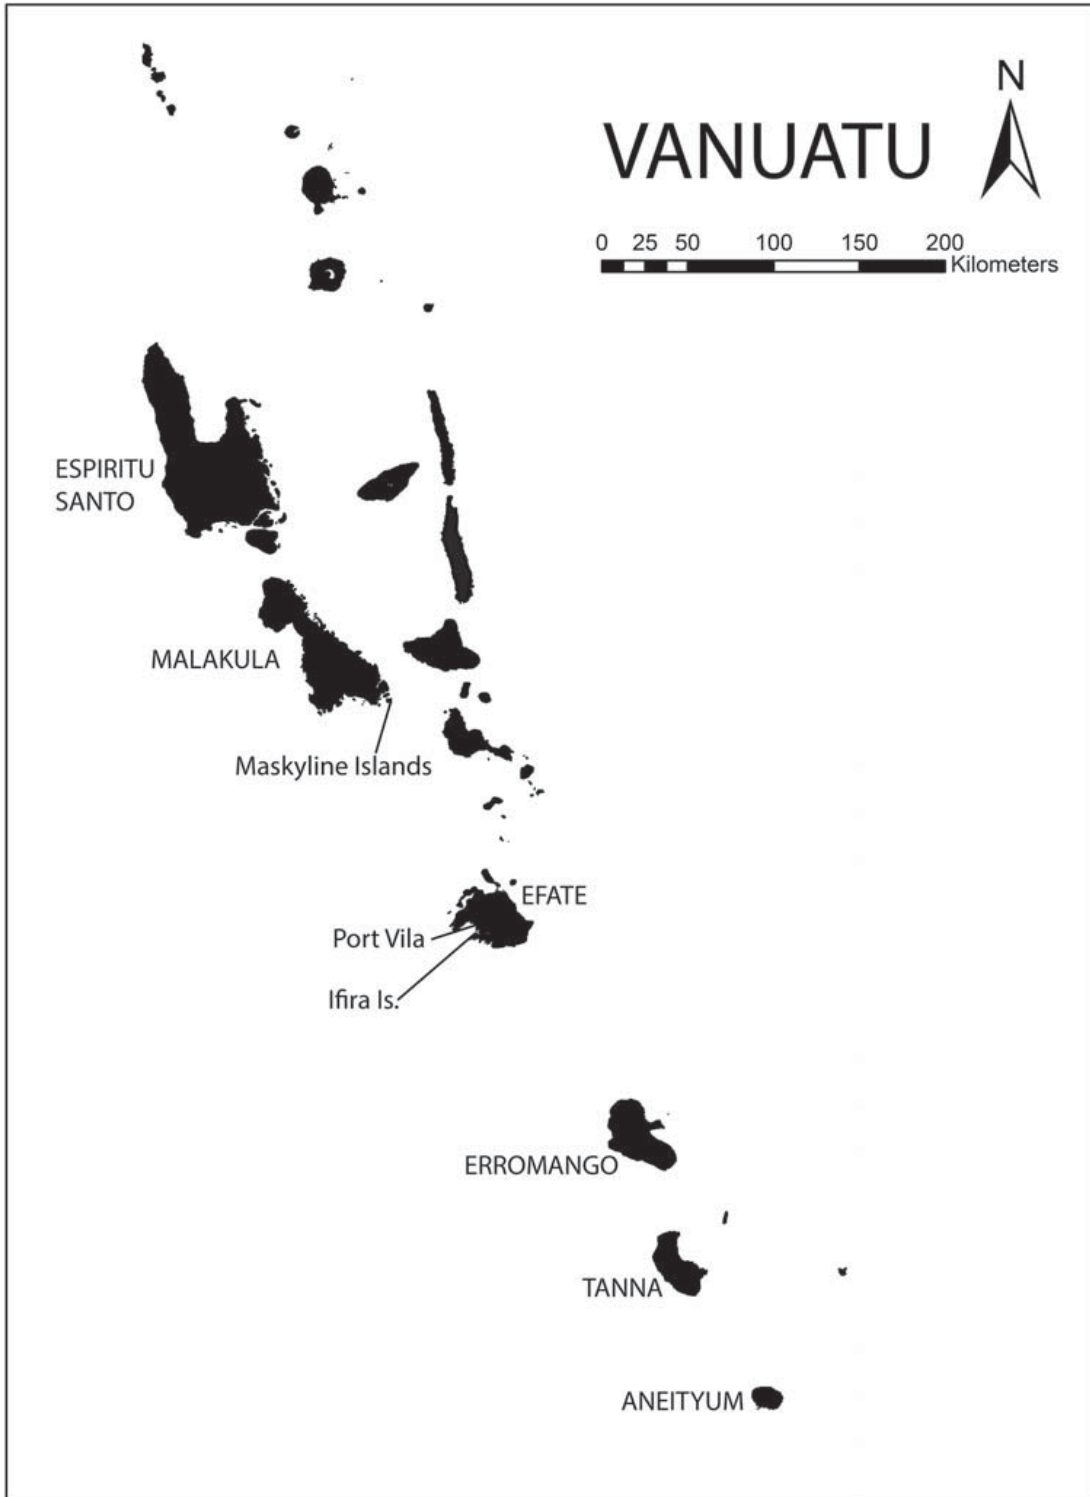 N
VANUATU
0 25 50 100 150 200
Kilometers
ESPIRITU
SANTO
MALAKULA
Maskyline Islands
EFATE
Port Vila
Ifira Is.
ERROMANGO
TANNA
ANEITYUM